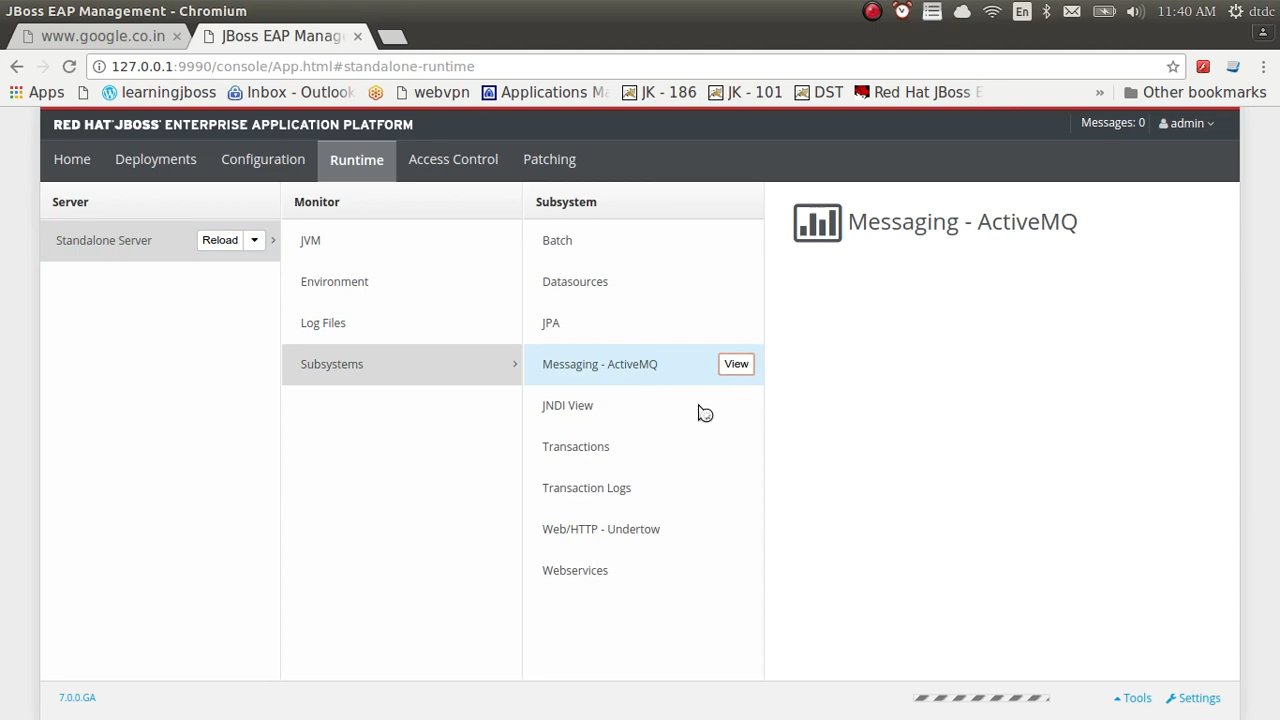 JBoss EAP Management - Chromium
En
11:40 AM
dtdc
www.google.co.in ×
JBoss EAP Manag ×
127.0.0.1:9990/console/App.html#standalone-runtime
Apps
learningjboss
Inbox - Outlook
webvpn
Applications Ma
JK - 186
JK - 101
DST
Red Hat JBoss E
»
Other bookmarks
RED HAT JBOSS ENTERPRISE APPLICATION PLATFORM
Messages: 0
admin
Home
Deployments
Configuration
Runtime
Access Control
Patching
Server
Monitor
Subsystem
Standalone Server
Reload
JVM
Environment
Log Files
Subsystems
Batch
Datasources
JPA
Messaging - ActiveMQ
View
JNDI View
Transactions
Transaction Logs
Web/HTTP - Undertow
Webservices
Messaging - ActiveMQ
7.0.0.GA
Tools
Settings